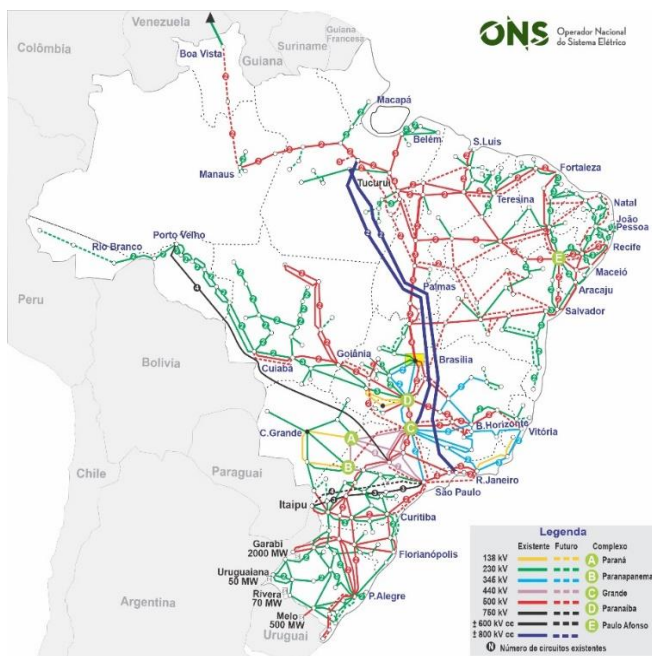 ONS
Operador Nacional
do Sistema Elétrico
Venezuela
Colômbia
Guiana
Suriname
Guiana
Francesa
Boa Vista
Macapá
Belém
S.Luís
Manaus
Tucuruí
Fortaleza
Teresina
Natal
João
Pessoa
Recife
Porto Velho
Rio Branco
E
Maceió
Aracaju
Salvador
Palmas
Peru
Bolívia
Cuiabá
Goiânia
Brasília
D
C.Grande
A
B
C
B.Horizonte
Vitória
Chile
Paraguai
R.Janeiro
São Paulo
Itaipu
Curitiba
Garabi
2000 MW
Florianópolis
Uruguaiana
50 MW
Rivera
70 MW
P.Alegre
Melo
500 MW
Argentina
Uruguai
Legenda
Existente Futuro Complexo
138 kV A Paraná
230 kV
345 kV B Paranapanema
440 kV C Grande
500 kV
750 kV D Paranaíba
± 600 kV cc
± 800 kV cc E Paulo Afonso
N Número de circuitos existentes